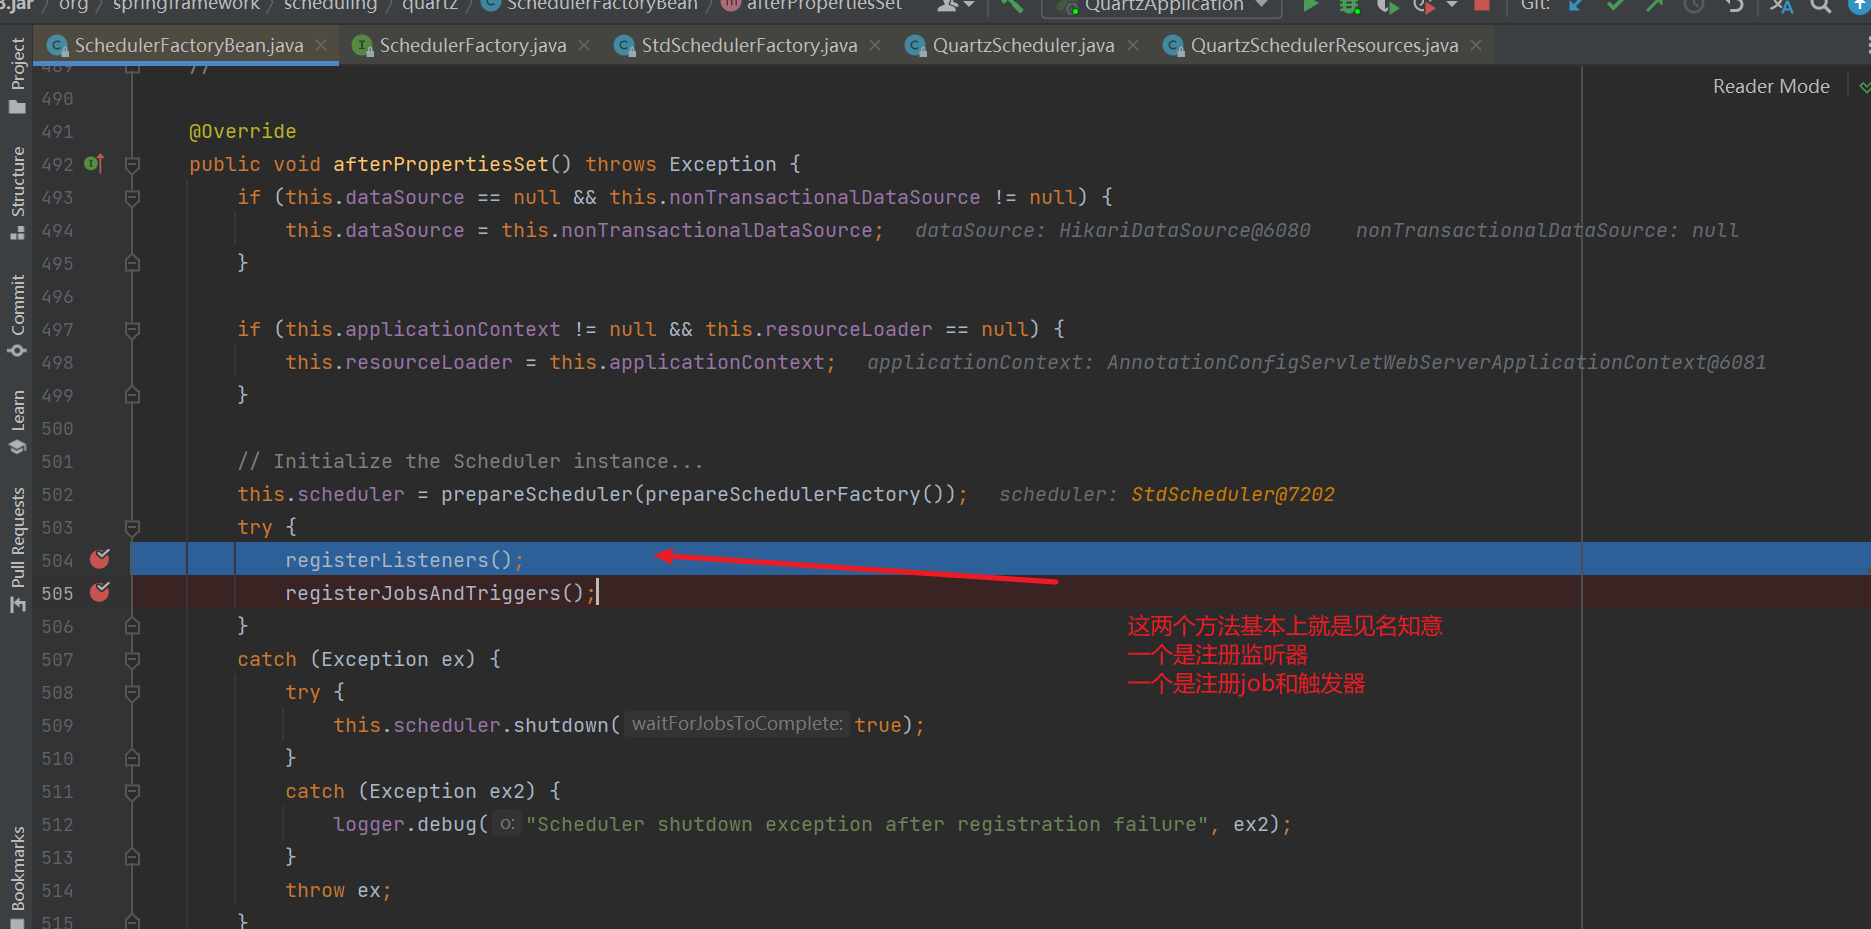 3.jar / org / springframework / scheduling / quartz / SchedulerFactoryBean / afterPropertiesSet QuartzApplication Git:
SchedulerFactoryBean.java SchedulerFactory.java StdSchedulerFactory.java QuartzScheduler.java QuartzSchedulerResources.java
Project
Structure
Commit
Learn
Pull Requests
Bookmarks
Reader Mode
489 //
490
491 @Override
492 public void afterPropertiesSet() throws Exception {
493 if (this.dataSource == null && this.nonTransactionalDataSource != null) {
494 this.dataSource = this.nonTransactionalDataSource; dataSource: HikariDataSource@6080 nonTransactionalDataSource: null
495 }
496
497 if (this.applicationContext != null && this.resourceLoader == null) {
498 this.resourceLoader = this.applicationContext; applicationContext: AnnotationConfigServletWebServerApplicationContext@6081
499 }
500
501 // Initialize the Scheduler instance...
502 this.scheduler = prepareScheduler(prepareSchedulerFactory()); scheduler: StdScheduler@7202
503 try {
504 registerListeners();
505 registerJobsAndTriggers();
这两个方法基本上就是见名知意
一个是注册监听器
一个是注册job和触发器
506 }
507 catch (Exception ex) {
508 try {
509 this.scheduler.shutdown( waitForJobsToComplete: true);
510 }
511 catch (Exception ex2) {
512 logger.debug( o: "Scheduler shutdown exception after registration failure", ex2);
513 }
514 throw ex;
515 }